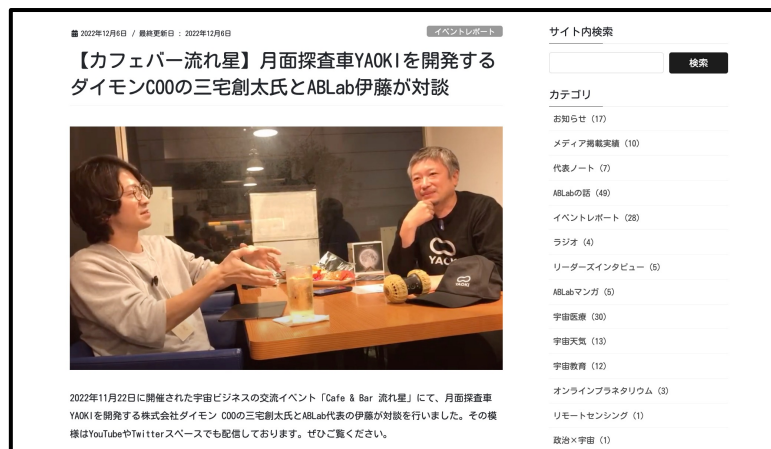 2022年12月6日 / 最終更新日 : 2022年12月6日
イベントレポート
【カフェバー流れ星】月面探査車YAOKIを開発する
ダイモンCOOの三宅創太氏とABLab伊藤が対談
YAOKI
YAOKI
2022年11月22日に開催された宇宙ビジネスの交流イベント「Cafe & Bar 流れ星」にて、月面探査車
YAOKIを開発する株式会社ダイモン COOの三宅創太氏とABLab代表の伊藤が対談を行いました。その模
様はYouTubeやTwitterスペースでも配信しております。ぜひご覧ください。
サイト内検索
検索
カテゴリ
お知らせ (17)
メディア掲載実績 (10)
代表ノート (7)
ABLabの話 (49)
イベントレポート (28)
ラジオ (4)
リーダーズインタビュー (5)
ABLabマンガ (5)
宇宙医療 (30)
宇宙天気 (13)
宇宙教育 (12)
オンラインプラネタリウム (3)
リモートセンシング (1)
政治×宇宙 (1)